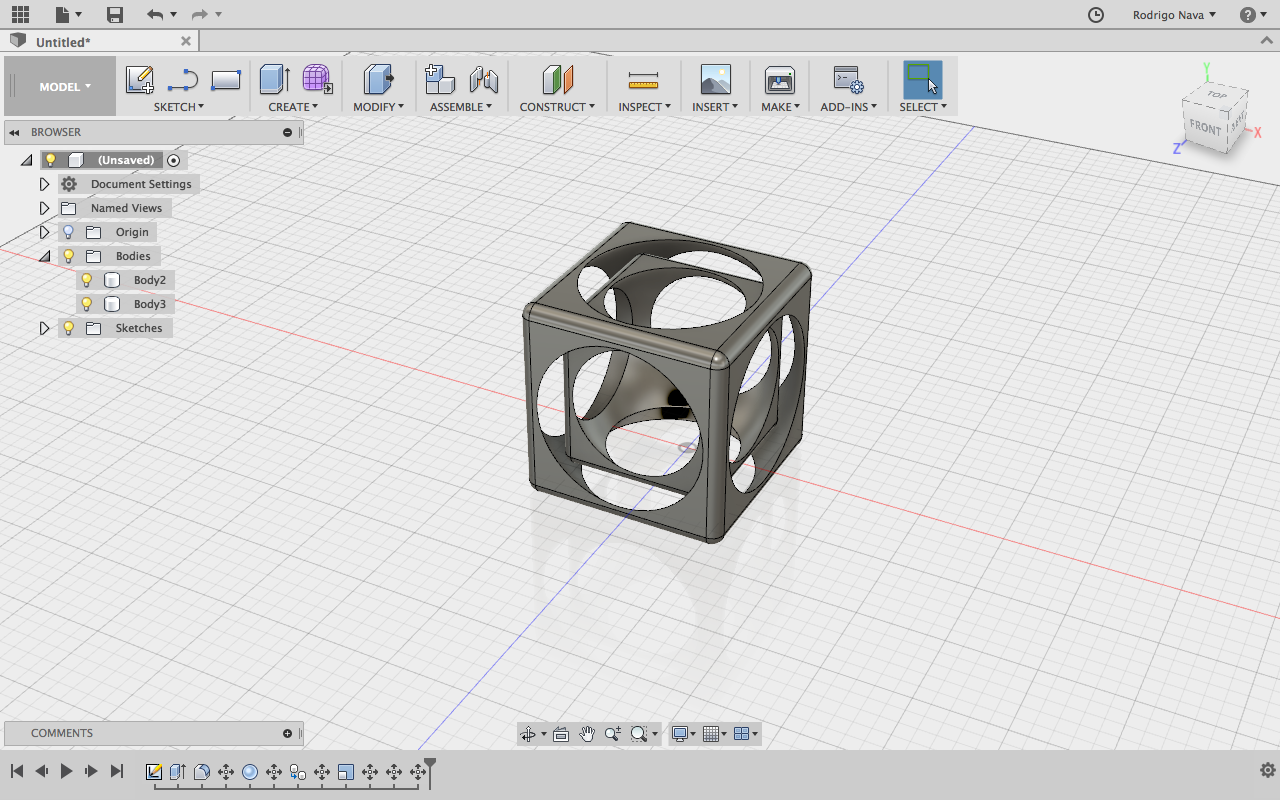 Rodrigo Nava
?
Untitled*
MODEL
SKETCH
CREATE
MODIFY
ASSEMBLE
CONSTRUCT
INSPECT
INSERT
MAKE
ADD-INS
SELECT
Y
TOP
FRONT
X
Z
BROWSER
(Unsaved)
Document Settings
Named Views
Origin
Bodies
Body2
Body3
Sketches
COMMENTS